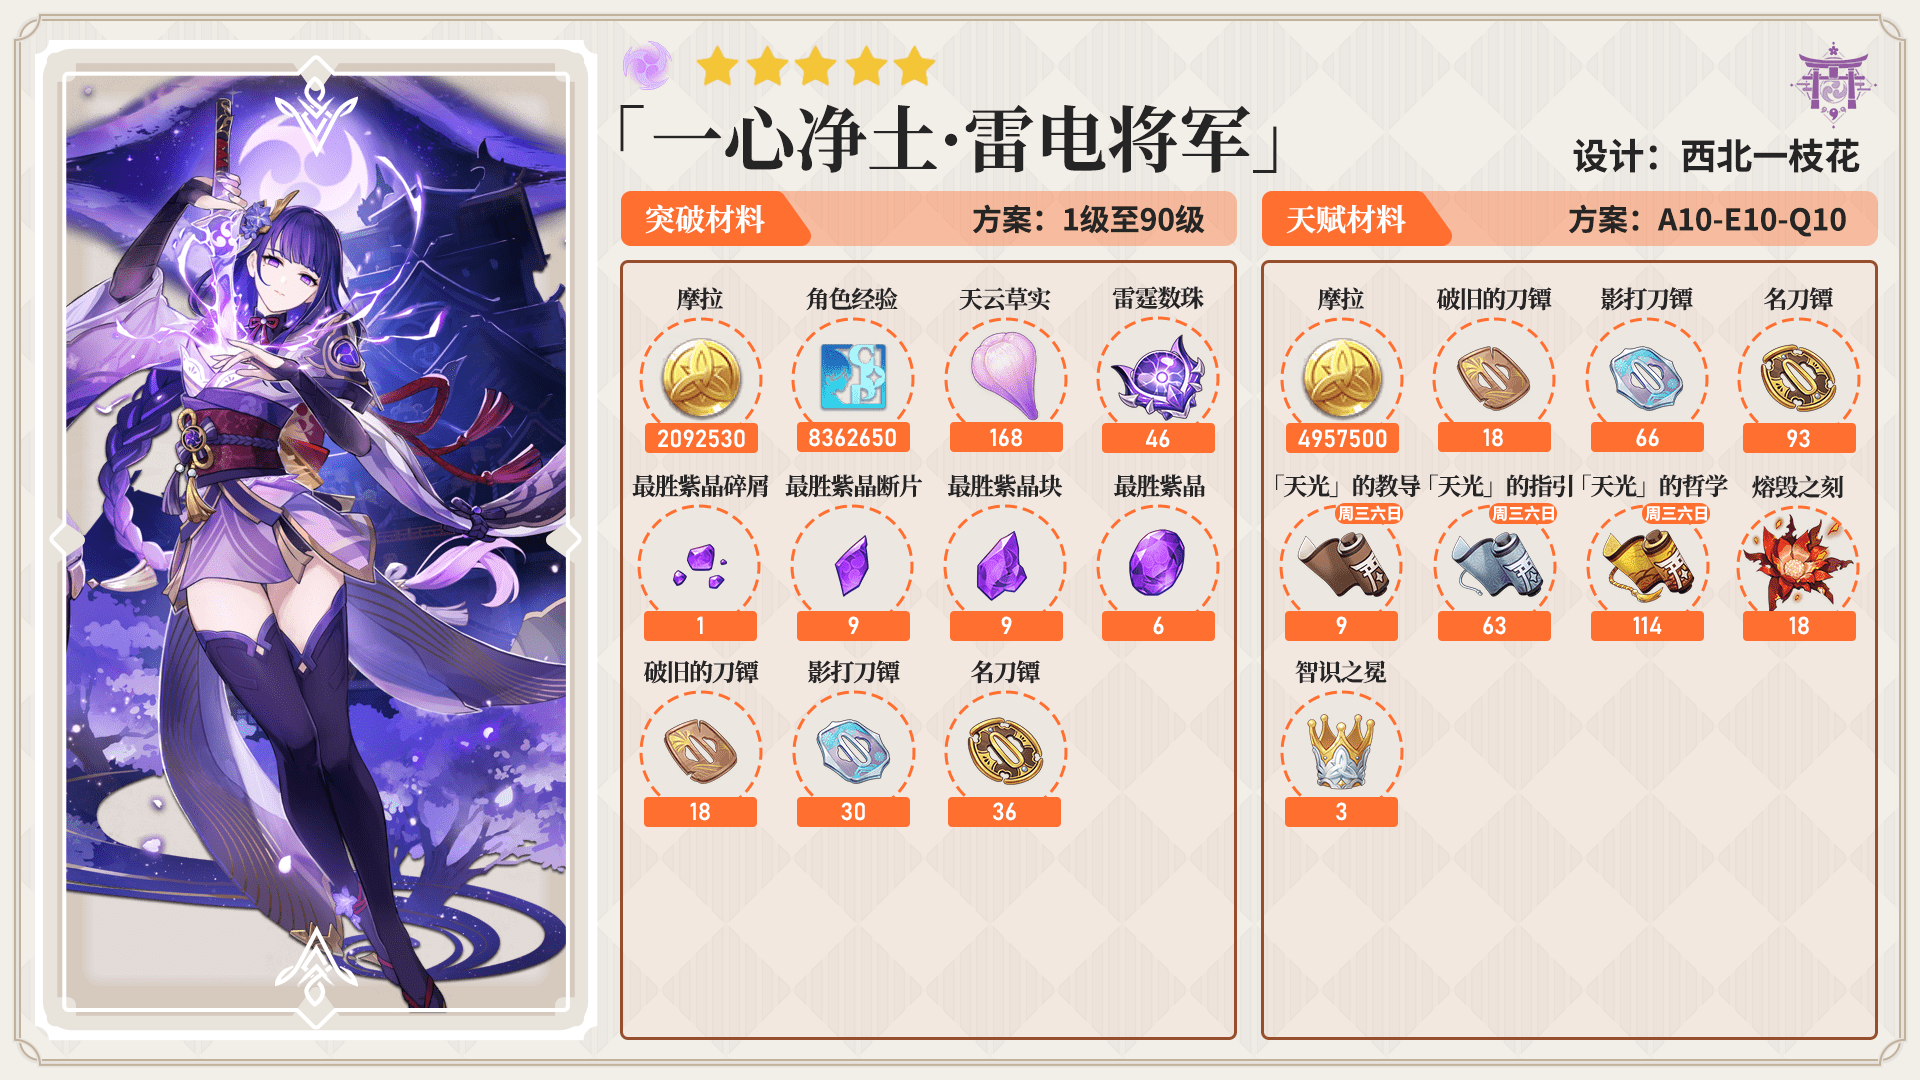 「一心净土·雷电将军」
设计：西北一枝花
突破材料
方案：1级至90级
摩拉
角色经验
天云草实
雷霆数珠
2092530
8362650
168
46
最胜紫晶碎屑
最胜紫晶断片
最胜紫晶块
最胜紫晶
1
9
9
6
破旧的刀镡
影打刀镡
名刀镡
18
30
36
天赋材料
方案：A10-E10-Q10
摩拉
破旧的刀镡
影打刀镡
名刀镡
4957500
18
66
93
「天光」的教导
「天光」的指引
「天光」的哲学
熔毁之刻
周三六日
周三六日
周三六日
9
63
114
18
智识之冕
3